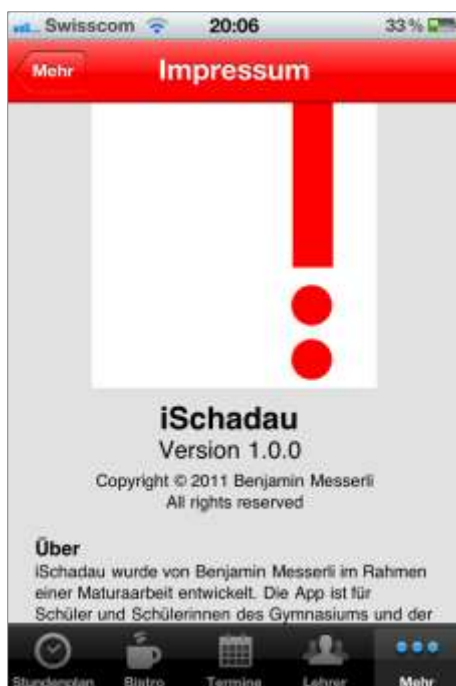 Swisscom 20:06 33 %
Mehr Impressum
iSchadau
Version 1.0.0
Copyright © 2011 Benjamin Messerli
All rights reserved
Über
iSchadau wurde von Benjamin Messerli im Rahmen
einer Maturaarbeit entwickelt. Die App ist für
Schüler und Schülerinnen des Gymnasiums und der
Stundenplan Bistro Termine Lehrer Mehr